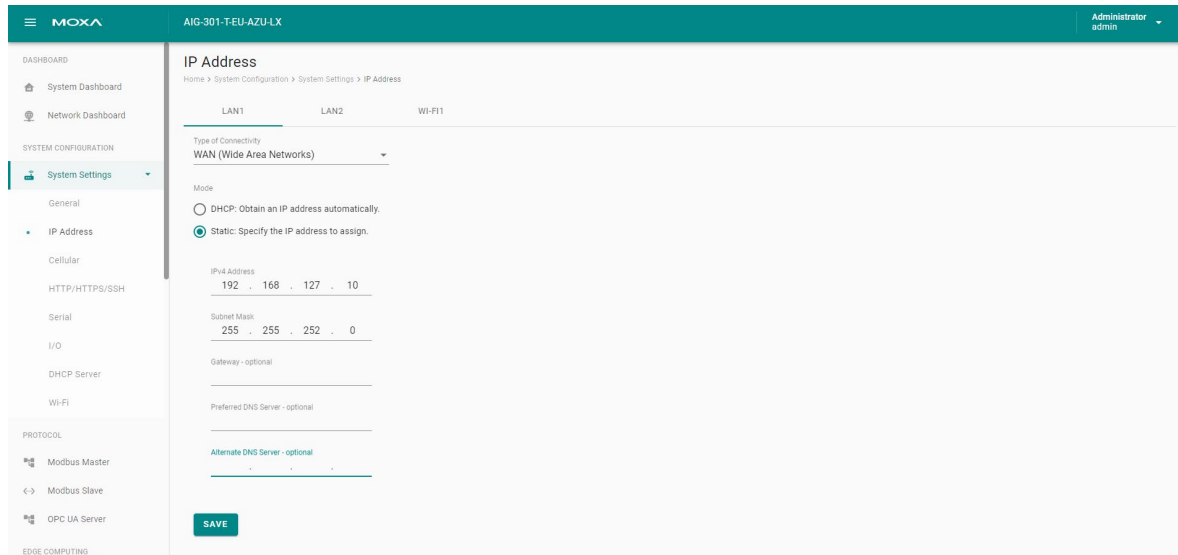 MOXA
AIG-301-T-EU-AZU-LX
Administrator
admin
DASHBOARD
System Dashboard
Network Dashboard
SYSTEM CONFIGURATION
System Settings
General
IP Address
Cellular
HTTP/HTTPS/SSH
Serial
I/O
DHCP Server
Wi-Fi
PROTOCOL
Modbus Master
Modbus Slave
OPC UA Server
EDGE COMPUTING
IP Address
Home > System Configuration > System Settings > IP Address
LAN1 LAN2 WI-FI1
Type of Connectivity
WAN (Wide Area Networks)
Mode
DHCP: Obtain an IP address automatically.
Static: Specify the IP address to assign.
IPv4 Address
192 . 168 . 127 . 10
Subnet Mask
255 . 255 . 252 . 0
Gateway - optional
Preferred DNS Server - optional
Alternate DNS Server - optional
. . .
SAVE